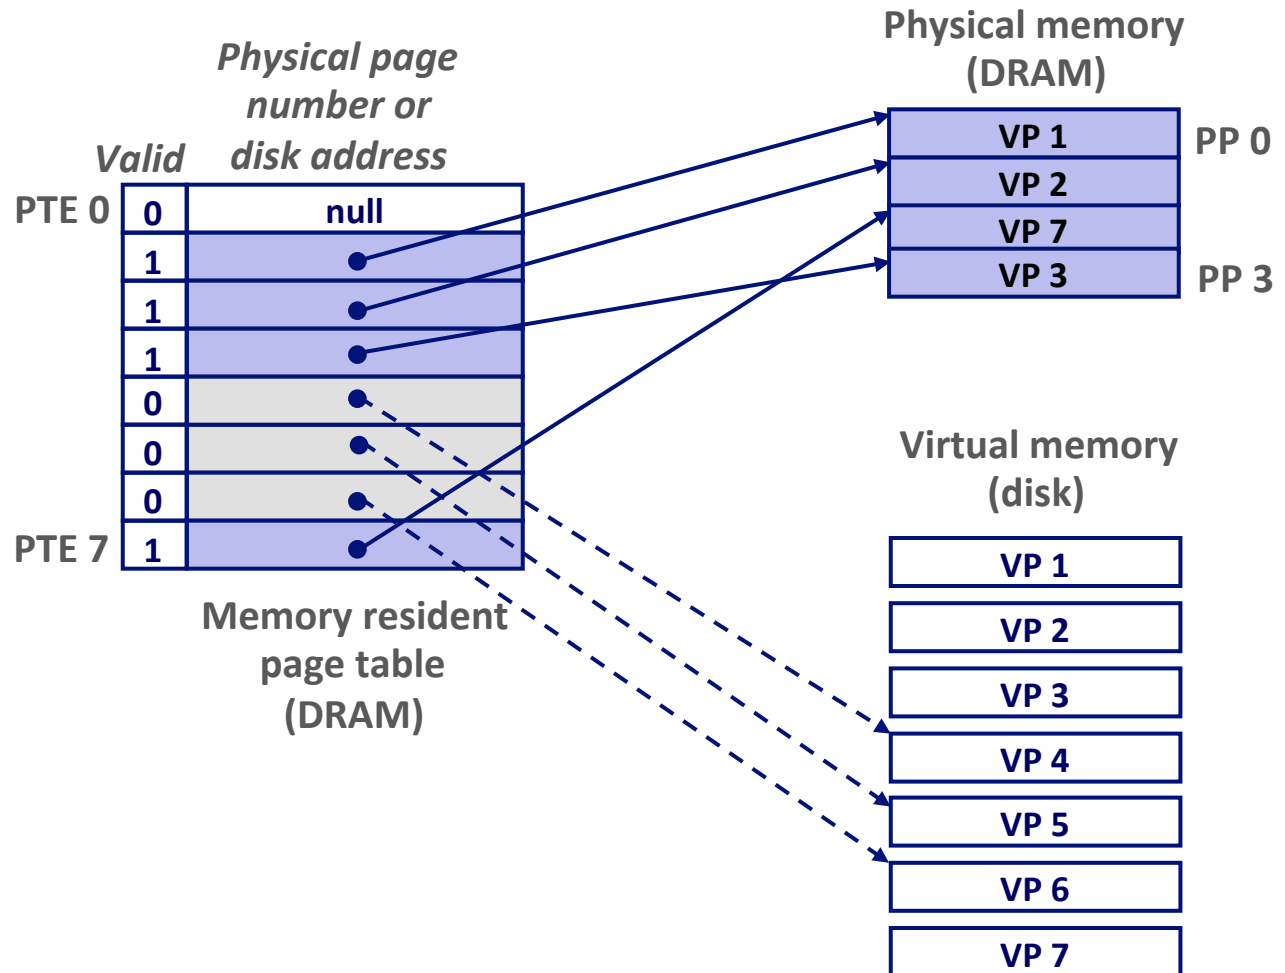 Physical page
number or
disk address
Valid
PTE 0
0
null
1
1
1
0
0
0
PTE 7
1
Memory resident
page table
(DRAM)
Physical memory
(DRAM)
VP 1
PP 0
VP 2
VP 7
VP 3
PP 3
Virtual memory
(disk)
VP 1
VP 2
VP 3
VP 4
VP 5
VP 6
VP 7